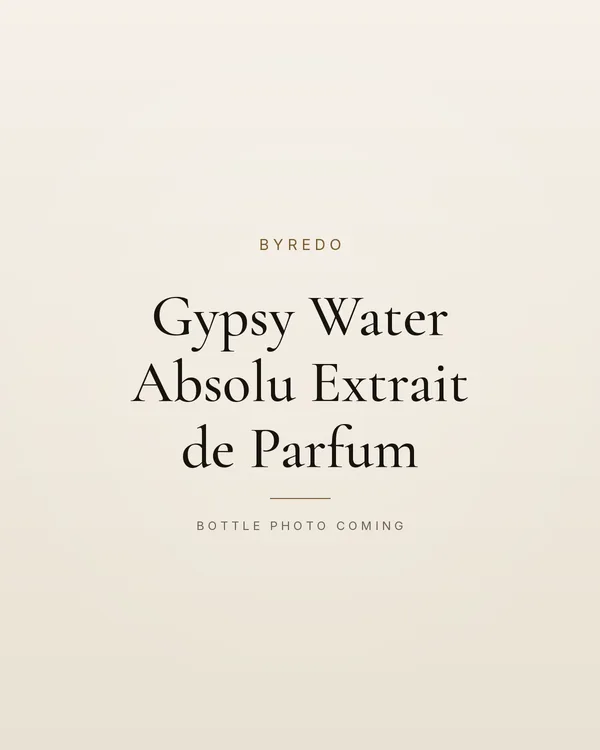 BYREDO
Gypsy Water
Absolu Extrait
de Parfum
BOTTLE PHOTO COMING